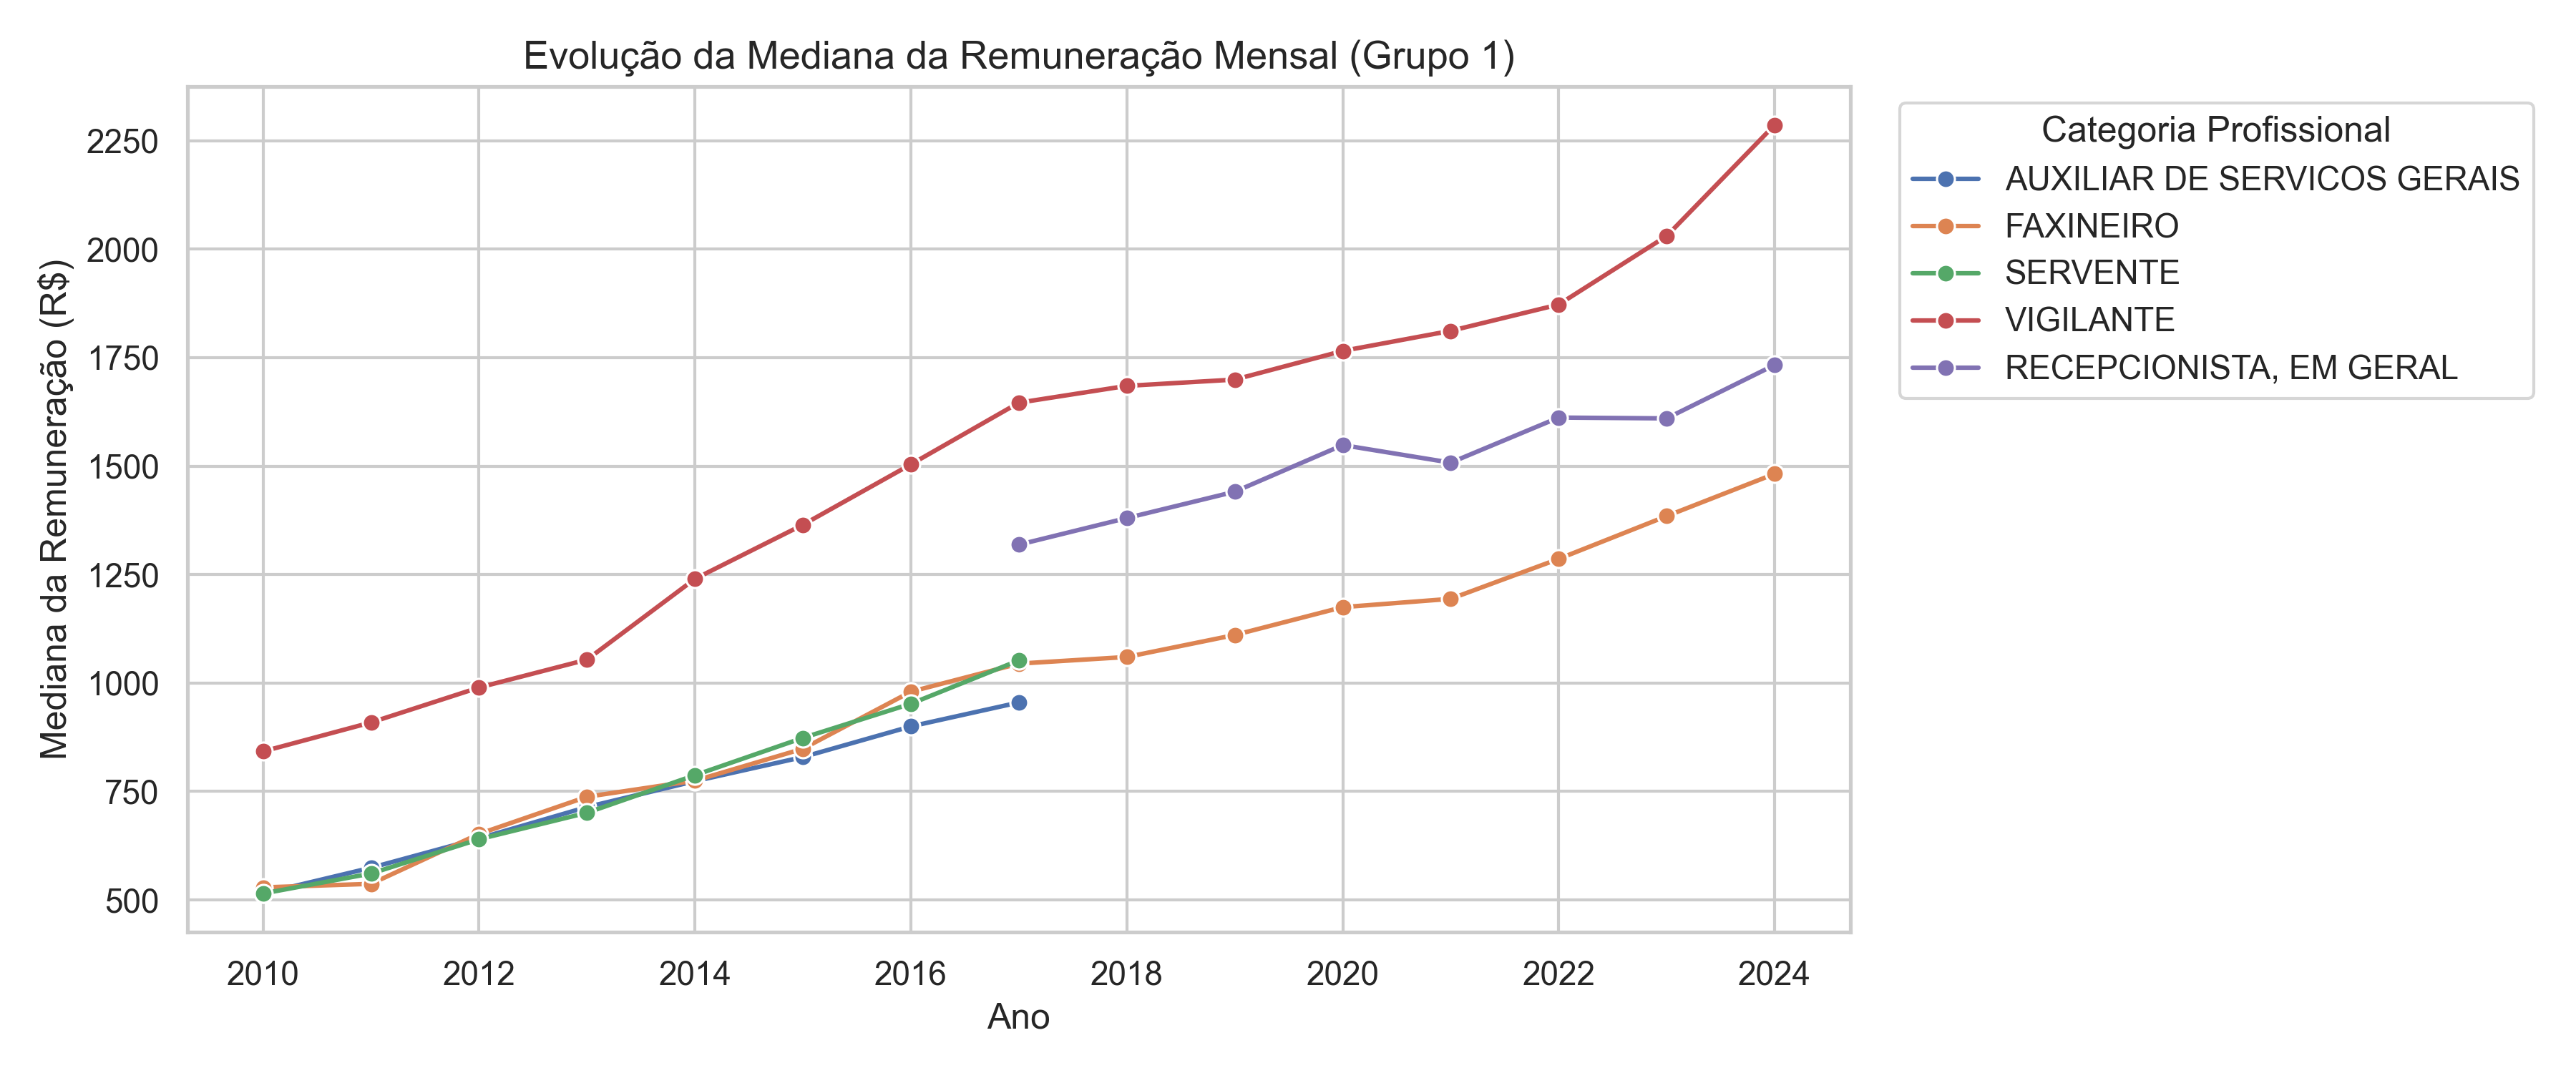 Evolução da Mediana da Remuneração Mensal (Grupo 1)
Mediana da Remuneração (R$)
2250
2000
1750
1500
1250
1000
750
500
2010 2012 2014 2016 2018 2020 2022 2024
Ano
Categoria Profissional
AUXILIAR DE SERVICOS GERAIS
FAXINEIRO
SERVENTE
VIGILANTE
RECEPCIONISTA, EM GERAL